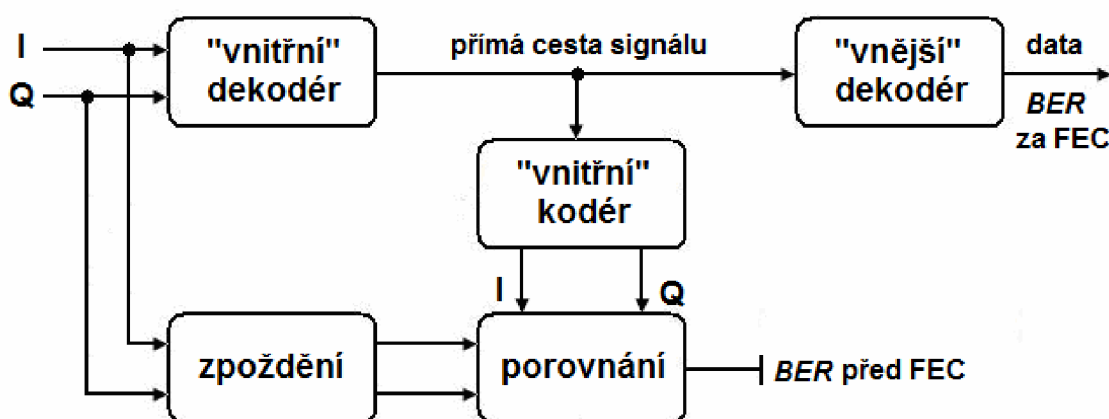 I
Q
"vnitřní"
dekodér
přímá cesta signálu
"vnější"
dekodér
data
BER
za FEC
"vnitřní"
kodér
I
Q
zpoždění
porovnání
BER před FEC